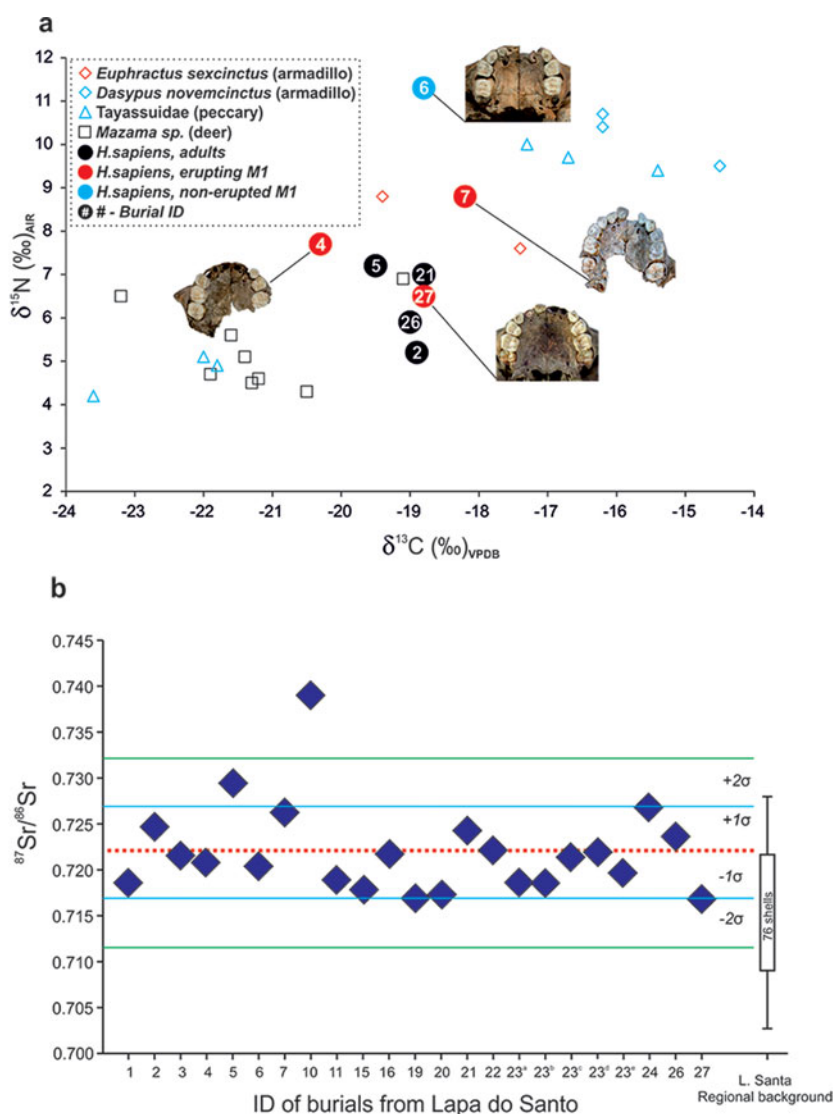 a
12
11
10
9
8
7
6
5
4
3
2
δ¹⁵N (‰)AIR
Euphractus sexcinctus (armadillo)
Dasypus novemcinctus (armadillo)
Tayassuidae (peccary)
Mazama sp. (deer)
H.sapiens, adults
H.sapiens, erupting M1
H.sapiens, non-erupted M1
# # - Burial ID
6
7
4
5
21
27
26
2
-24 -23 -22 -21 -20 -19 -18 -17 -16 -15 -14
δ¹³C (‰)VPDB
b
0.745
0.740
0.735
0.730
0.725
0.720
0.715
0.710
0.705
0.700
⁸⁷Sr/⁸⁶Sr
+2σ
+1σ
-1σ
-2σ
76 shells
1 2 3 4 5 6 7 10 11 15 16 19 20 21 22 23ᵃ 23ᵇ 23ᶜ 23ᵈ 23ᵉ 24 26 27
L. Santa
Regional background
ID of burials from Lapa do Santo